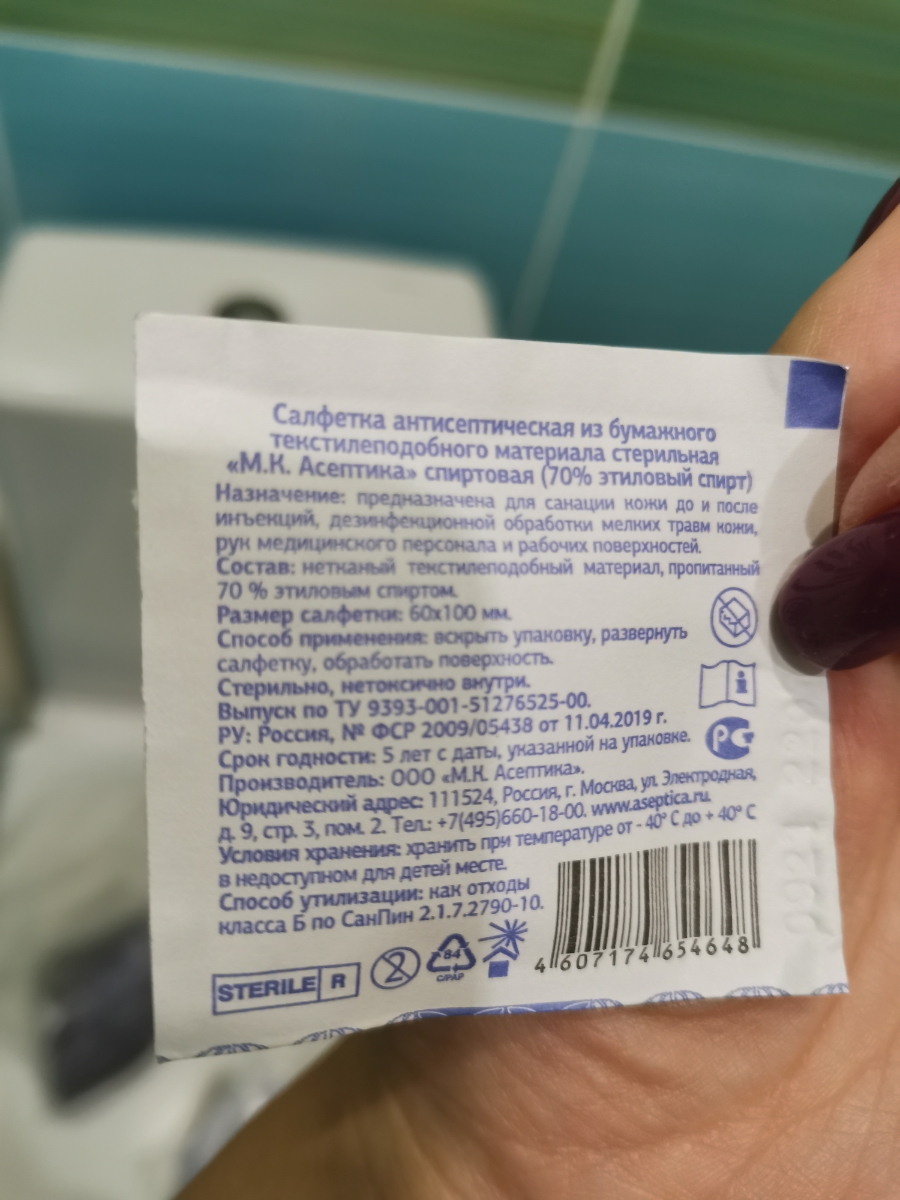 Салфетка антисептическая из бумажного
текстилеподобного материала стерильная
«М.К. Асептика» спиртовая (70% этиловый спирт)
Назначение: предназначена для санации кожи до и после
инъекций, дезинфекционной обработки мелких травм кожи,
рук медицинского персонала и рабочих поверхностей.
Состав: нетканый текстилеподобный материал, пропитанный
70 % этиловым спиртом.
Размер салфетки: 60х100 мм.
Способ применения: вскрыть упаковку, развернуть
салфетку, обработать поверхность.
Стерильно, нетоксично внутри.
Выпуск по ТУ 9393-001-51276525-00.
РУ: Россия, № ФСР 2009/05438 от 11.04.2019 г.
Срок годности: 5 лет с даты, указанной на упаковке.
Производитель: ООО «М.К. Асептика».
Юридический адрес: 111524, Россия, г. Москва, ул. Электродная,
д. 9, стр. 3, пом. 2. Тел.: +7(495)660-18-00. www.aseptica.ru
Условия хранения: хранить при температуре от - 40° С до + 40° С
в недоступном для детей месте.
Способ утилизации: как отходы
класса Б по СанПин 2.1.7.2790-10.
STERILE R
2
84
C/PAP
4 607174 654648